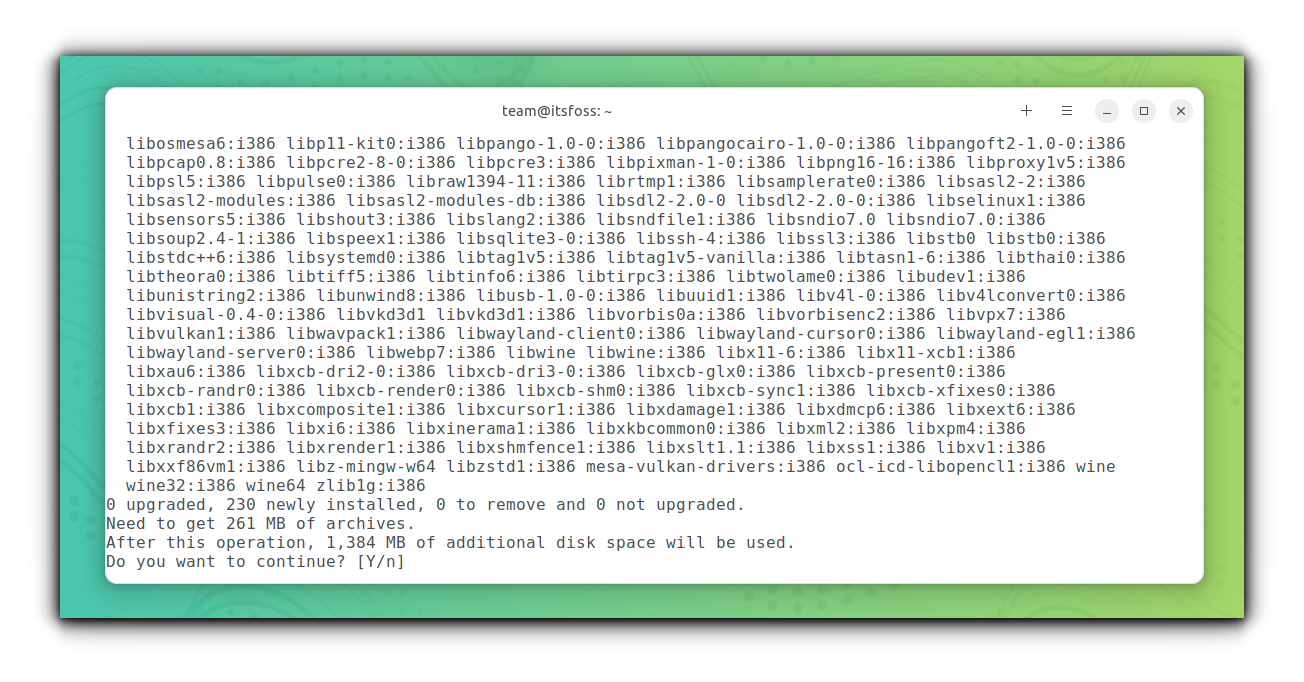 team@itsfoss: ~
libosmesa6:i386 libp11-kit0:i386 libpango-1.0-0:i386 libpangocairo-1.0-0:i386 libpangoft2-1.0-0:i386
libpcap0.8:i386 libpcre2-8-0:i386 libpcre3:i386 libpixman-1-0:i386 libpng16-16:i386 libproxy1v5:i386
libpsl5:i386 libpulse0:i386 libraw1394-11:i386 librtmp1:i386 libsamplerate0:i386 libsasl2-2:i386
libsasl2-modules:i386 libsasl2-modules-db:i386 libsdl2-2.0-0 libsdl2-2.0-0:i386 libselinux1:i386
libsensors5:i386 libshout3:i386 libslang2:i386 libsndfile1:i386 libsndio7.0 libsndio7.0:i386
libsoup2.4-1:i386 libspeex1:i386 libsqlite3-0:i386 libssh-4:i386 libssl3:i386 libstb0 libstb0:i386
libstdc++6:i386 libsystemd0:i386 libtag1v5:i386 libtag1v5-vanilla:i386 libtasn1-6:i386 libthai0:i386
libtheora0:i386 libtiff5:i386 libtinfo6:i386 libtirpc3:i386 libtwolame0:i386 libudev1:i386
libunistring2:i386 libunwind8:i386 libusb-1.0-0:i386 libuuid1:i386 libv4l-0:i386 libv4lconvert0:i386
libvisual-0.4-0:i386 libvkd3d1 libvkd3d1:i386 libvorbis0a:i386 libvorbisenc2:i386 libvpx7:i386
libvulkan1:i386 libwavpack1:i386 libwayland-client0:i386 libwayland-cursor0:i386 libwayland-egl1:i386
libwayland-server0:i386 libwebp7:i386 libwine libwine:i386 libx11-6:i386 libx11-xcb1:i386
libxau6:i386 libxcb-dri2-0:i386 libxcb-dri3-0:i386 libxcb-glx0:i386 libxcb-present0:i386
libxcb-randr0:i386 libxcb-render0:i386 libxcb-shm0:i386 libxcb-sync1:i386 libxcb-xfixes0:i386
libxcb1:i386 libxcomposite1:i386 libxcursor1:i386 libxdamage1:i386 libxdmcp6:i386 libxext6:i386
libxfixes3:i386 libxi6:i386 libxinerama1:i386 libxkbcommon0:i386 libxml2:i386 libxpm4:i386
libxrandr2:i386 libxrender1:i386 libxshmfence1:i386 libxslt1.1:i386 libxss1:i386 libxv1:i386
libxxf86vm1:i386 libz-mingw-w64 libzstd1:i386 mesa-vulkan-drivers:i386 ocl-icd-libopencl1:i386 wine
wine32:i386 wine64 zlib1g:i386
0 upgraded, 230 newly installed, 0 to remove and 0 not upgraded.
Need to get 261 MB of archives.
After this operation, 1,384 MB of additional disk space will be used.
Do you want to continue? [Y/n]